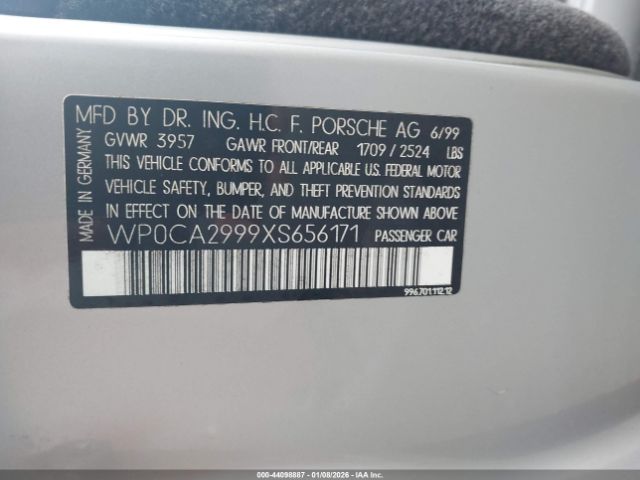 MFD BY DR. ING. H.C. F. PORSCHE AG 6/99
GVWR 3957 GAWR FRONT/REAR 1709 / 2524 LBS
THIS VEHICLE CONFORMS TO ALL APPLICABLE U.S. FEDERAL MOTOR
VEHICLE SAFETY, BUMPER, AND THEFT PREVENTION STANDARDS
IN EFFECT ON THE DATE OF MANUFACTURE SHOWN ABOVE
WP0CA2999XS656171 PASSENGER CAR
996.701.112.12
MADE IN GERMANY
000-44098887 - 01/08/2026 - IAAI.com